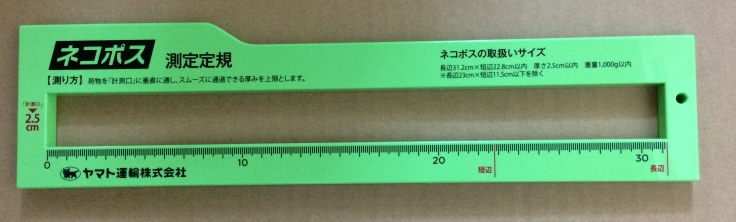 ネコポス 測定定規
【測り方】 荷物を「計測口」に垂直に通し、スムーズに通過できる厚みを上限とします。
ネコポスの取扱いサイズ
長辺31.2cm×短辺22.8cm以内 厚さ2.5cm以内 重量1,000g以内
※長辺23cm×短辺11.5cm以下を除く
「計測口」
2.5
cm
0 10 20 30
短辺 長辺
ヤマト運輸株式会社